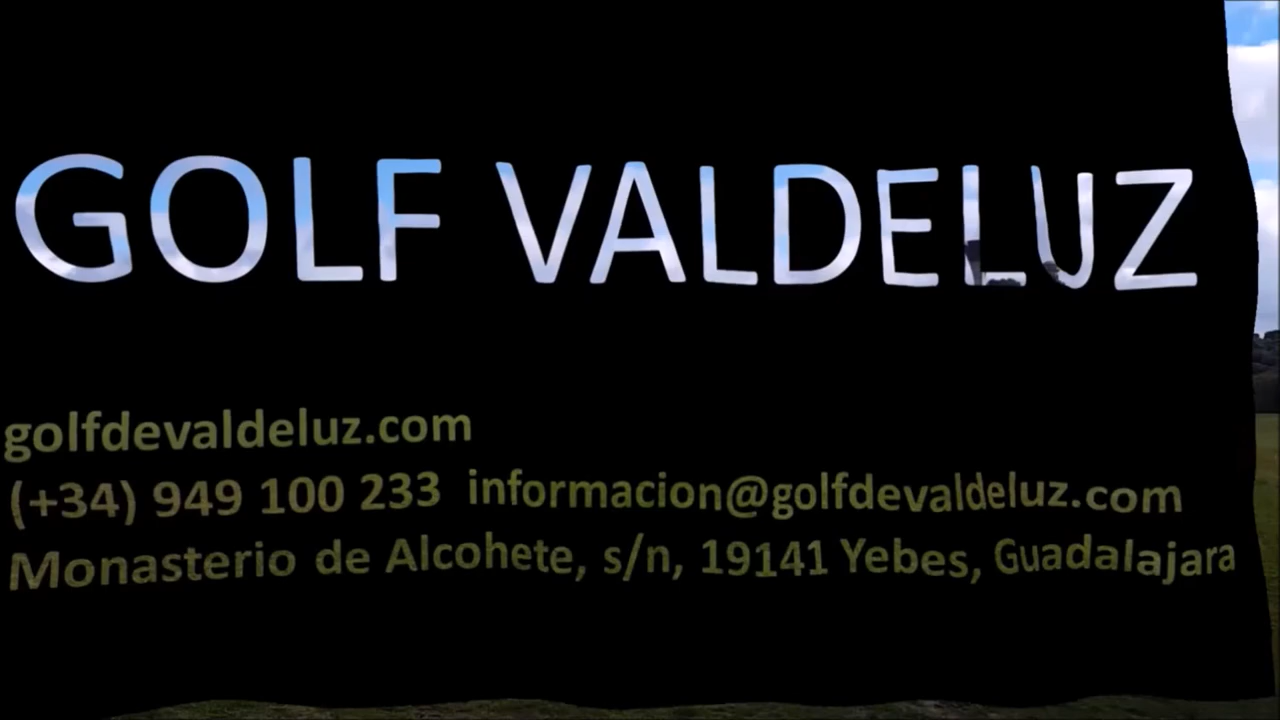 GOLF VALDELUZ
golfdevaldeluz.com
(+34) 949 100 233 informacion@golfdevaldeluz.com
Monasterio de Alcohete, s/n, 19141 Yebes, Guadalajara